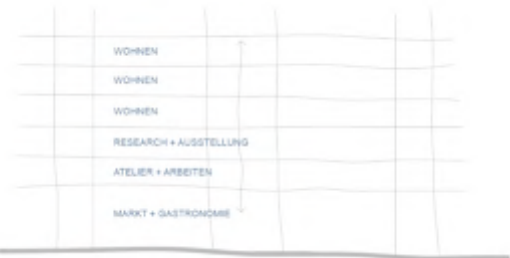 WOHNEN
WOHNEN
WOHNEN
RESEARCH + AUSSTELLUNG
ATELIER + ARBEITEN
MARKT + GASTRONOMIE